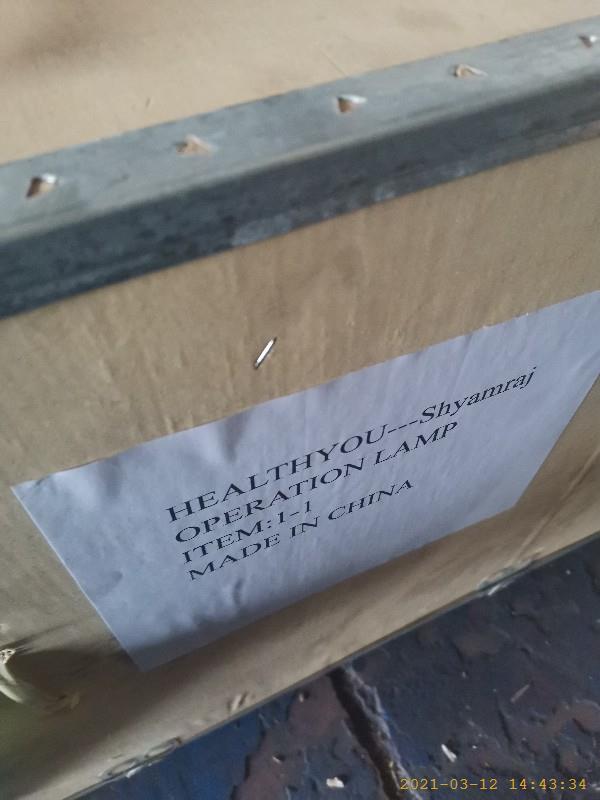 HEALTHYOU---Shyamraj
OPERATION LAMP
ITEM:1-1
MADE IN CHINA
2021-03-12 14:43:34